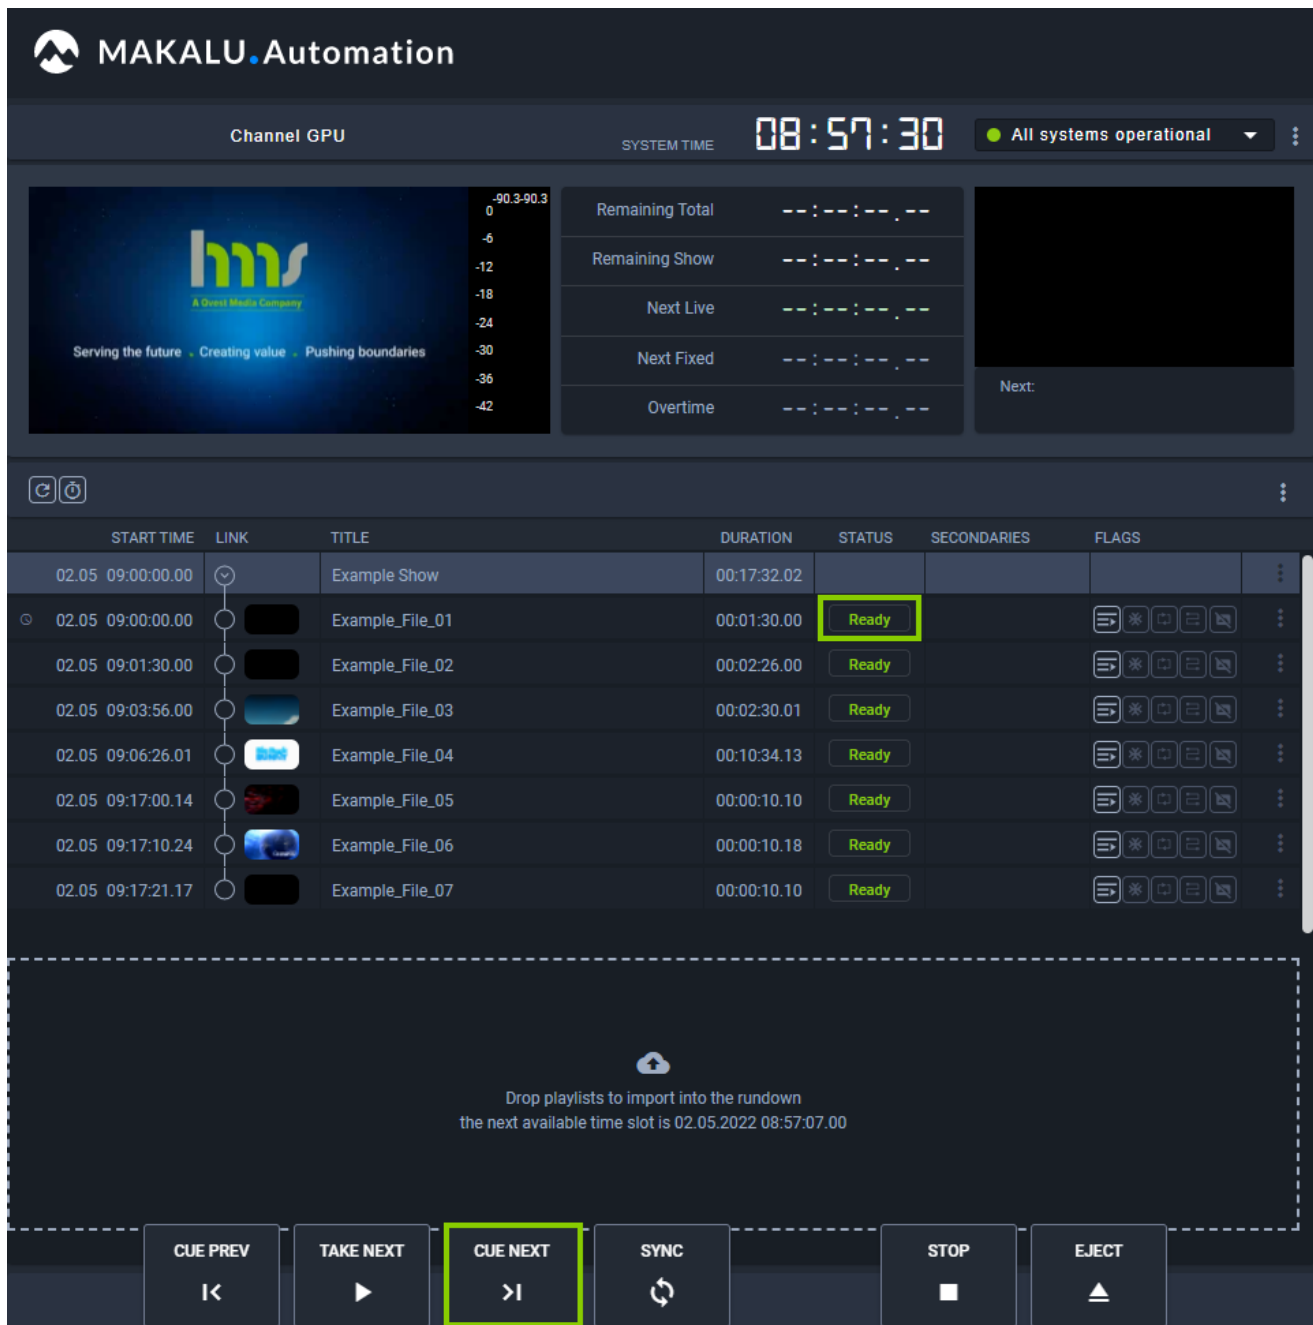 MAKALU.Automation
Channel GPU
SYSTEM TIME
08:57:30
All systems operational
-90.3-90.3
0
-6
-12
-18
-24
-30
-36
-42
hms
A Qvest Media Company
Serving the future . Creating value . Pushing boundaries
Remaining Total --:--:--.--
Remaining Show --:--:--.--
Next Live --:--:--.--
Next Fixed --:--:--.--
Overtime --:--:--.--
Next:
START TIME LINK TITLE DURATION STATUS SECONDARIES FLAGS
02.05 09:00:00.00 Example Show 00:17:32.02
02.05 09:00:00.00 Example_File_01 00:01:30.00 Ready
02.05 09:01:30.00 Example_File_02 00:02:26.00 Ready
02.05 09:03:56.00 Example_File_03 00:02:30.01 Ready
02.05 09:06:26.01 Example_File_04 00:10:34.13 Ready
02.05 09:17:00.14 Example_File_05 00:00:10.10 Ready
02.05 09:17:10.24 Example_File_06 00:00:10.18 Ready
02.05 09:17:21.17 Example_File_07 00:00:10.10 Ready
Drop playlists to import into the rundown
the next available time slot is 02.05.2022 08:57:07.00
CUE PREV TAKE NEXT CUE NEXT SYNC STOP EJECT